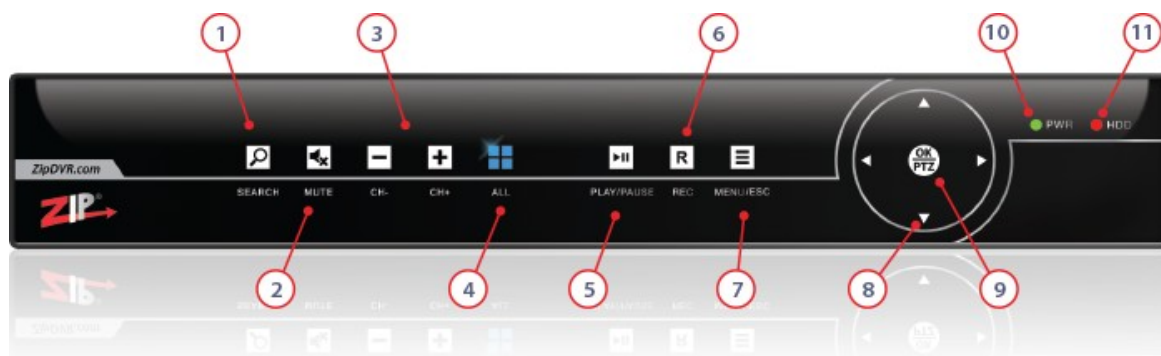 1 3 6 10 11
PWR HDD
OK
PTZ
R
ZipDVR.com
SEARCH MUTE CH- CH+ ALL PLAY/PAUSE REC MENU/ESC
ZIP
2 4 5 7 8 9